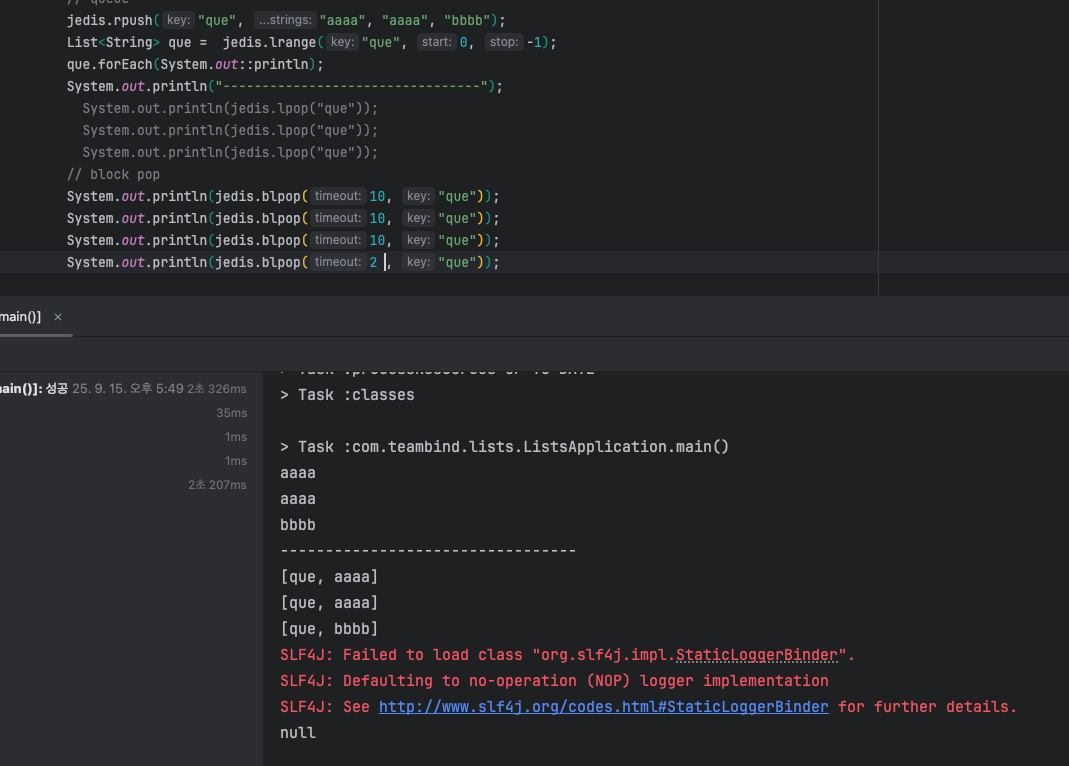 // queue
jedis.rpush( key: "que", ...strings: "aaaa", "aaaa", "bbbb");
List<String> que =  jedis.lrange( key: "que", start: 0, stop: -1);
que.forEach(System.out::println);
System.out.println("-------------------------------");
System.out.println(jedis.lpop("que"));
System.out.println(jedis.lpop("que"));
System.out.println(jedis.lpop("que"));
// block pop
System.out.println(jedis.blpop( timeout: 10, key: "que"));
System.out.println(jedis.blpop( timeout: 10, key: "que"));
System.out.println(jedis.blpop( timeout: 10, key: "que"));
System.out.println(jedis.blpop( timeout: 2 , key: "que"));
main()] ×
ain()]: 성공 25. 9. 15. 오후 5:49 2초 326ms
35ms
1ms
1ms
2초 207ms
> Task :processResources UP-TO-DATE
> Task :classes
> Task :com.teambind.lists.ListsApplication.main()
aaaa
aaaa
bbbb
---------------------------------
[que, aaaa]
[que, aaaa]
[que, bbbb]
SLF4J: Failed to load class "org.slf4j.impl.StaticLoggerBinder".
SLF4J: Defaulting to no-operation (NOP) logger implementation
SLF4J: See http://www.slf4j.org/codes.html#StaticLoggerBinder for further details.
null